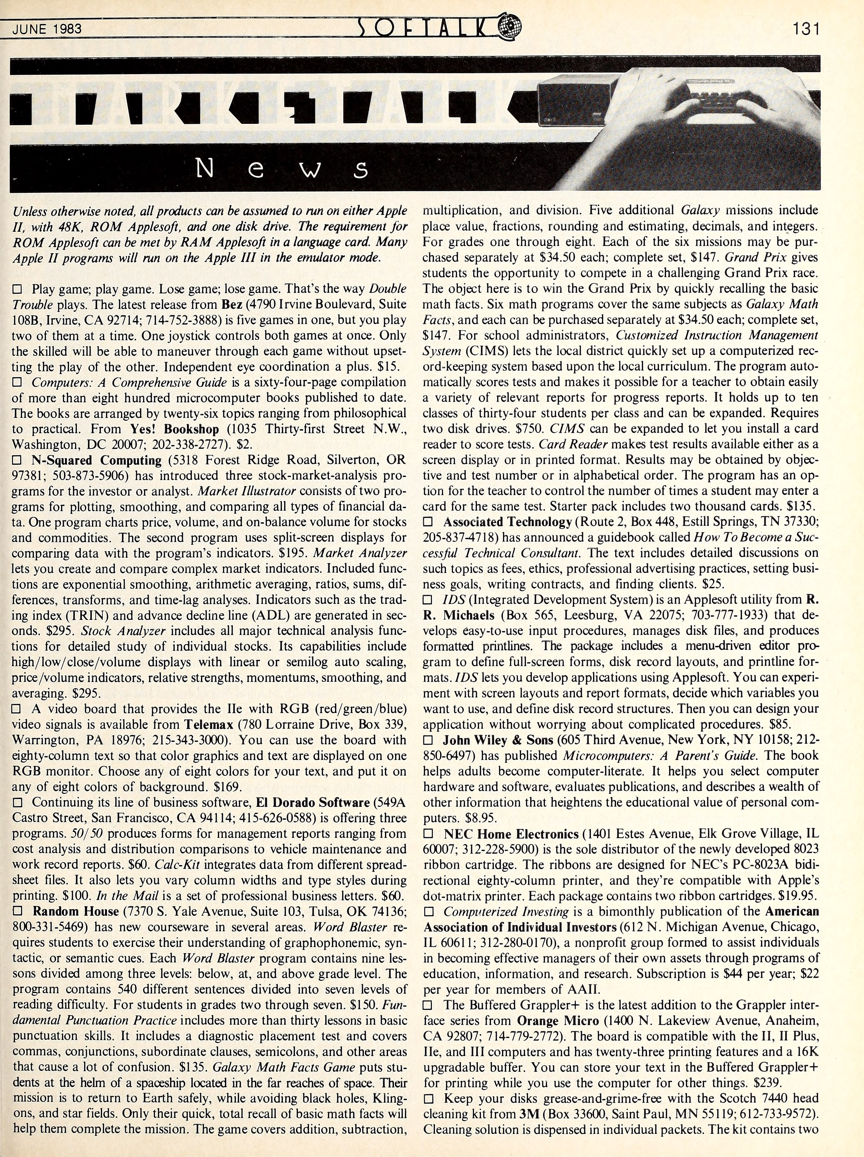 JUNE 1983
SOFTALK
131
MARKETALK
News
Unless otherwise noted, all products can be assumed to run on either Apple
II, with 48K, ROM Applesoft, and one disk drive. The requirement for
ROM Applesoft can be met by RAM Applesoft in a language card. Many
Apple II programs will run on the Apple III in the emulator mode.
□ Play game; play game. Lose game; lose game. That's the way Double
Trouble plays. The latest release from Bez (4790 Irvine Boulevard, Suite
108B, Irvine, CA 92714; 714-752-3888) is five games in one, but you play
two of them at a time. One joystick controls both games at once. Only
the skilled will be able to maneuver through each game without upset-
ting the play of the other. Independent eye coordination a plus. $15.
□ Computers: A Comprehensive Guide is a sixty-four-page compilation
of more than eight hundred microcomputer books published to date.
The books are arranged by twenty-six topics ranging from philosophical
to practical. From Yes! Bookshop (1035 Thirty-first Street N.W.,
Washington, DC 20007; 202-338-2727). $2.
□ N-Squared Computing (5318 Forest Ridge Road, Silverton, OR
97381; 503-873-5906) has introduced three stock-market-analysis pro-
grams for the investor or analyst. Market Illustrator consists of two pro-
grams for plotting, smoothing, and comparing all types of financial da-
ta. One program charts price, volume, and on-balance volume for stocks
and commodities. The second program uses split-screen displays for
comparing data with the program's indicators. $195. Market Analyzer
lets you create and compare complex market indicators. Included func-
tions are exponential smoothing, arithmetic averaging, ratios, sums, dif-
ferences, transforms, and time-lag analyses. Indicators such as the trad-
ing index (TRIN) and advance decline line (ADL) are generated in sec-
onds. $295. Stock Analyzer includes all major technical analysis func-
tions for detailed study of individual stocks. Its capabilities include
high/low/close/volume displays with linear or semilog auto scaling,
price/volume indicators, relative strengths, momentums, smoothing, and
averaging. $295.
□ A video board that provides the IIe with RGB (red/green/blue)
video signals is available from Telemax (780 Lorraine Drive, Box 339,
Warrington, PA 18976; 215-343-3000). You can use the board with
eighty-column text so that color graphics and text are displayed on one
RGB monitor. Choose any of eight colors for your text, and put it on
any of eight colors of background. $169.
□ Continuing its line of business software, El Dorado Software (549A
Castro Street, San Francisco, CA 94114; 415-626-0588) is offering three
programs. 50/50 produces forms for management reports ranging from
cost analysis and distribution comparisons to vehicle maintenance and
work record reports. $60. Calc-Kit integrates data from different spread-
sheet files. It also lets you vary column widths and type styles during
printing. $100. In the Mail is a set of professional business letters. $60.
□ Random House (7370 S. Yale Avenue, Suite 103, Tulsa, OK 74136;
800-331-5469) has new courseware in several areas. Word Blaster re-
quires students to exercise their understanding of graphophonemic, syn-
tactic, or semantic cues. Each Word Blaster program contains nine les-
sons divided among three levels: below, at, and above grade level. The
program contains 540 different sentences divided into seven levels of
reading difficulty. For students in grades two through seven. $150. Fun-
damental Punctuation Practice includes more than thirty lessons in basic
punctuation skills. It includes a diagnostic placement test and covers
commas, conjunctions, subordinate clauses, semicolons, and other areas
that cause a lot of confusion. $135. Galaxy Math Facts Game puts stu-
dents at the helm of a spaceship located in the far reaches of space. Their
mission is to return to Earth safely, while avoiding black holes, Kling-
ons, and star fields. Only their quick, total recall of basic math facts will
help them complete the mission. The game covers addition, subtraction,
multiplication, and division. Five additional Galaxy missions include
place value, fractions, rounding and estimating, decimals, and integers.
For grades one through eight. Each of the six missions may be pur-
chased separately at $34.50 each; complete set, $147. Grand Prix gives
students the opportunity to compete in a challenging Grand Prix race.
The object here is to win the Grand Prix by quickly recalling the basic
math facts. Six math programs cover the same subjects as Galaxy Math
Facts, and each can be purchased separately at $34.50 each; complete set,
$147. For school administrators, Customized Instruction Management
System (CIMS) lets the local district quickly set up a computerized rec-
ord-keeping system based upon the local curriculum. The program auto-
matically scores tests and makes it possible for a teacher to obtain easily
a variety of relevant reports for progress reports. It holds up to ten
classes of thirty-four students per class and can be expanded. Requires
two disk drives. $750. CIMS can be expanded to let you install a card
reader to score tests. Card Reader makes test results available either as a
screen display or in printed format. Results may be obtained by objec-
tive and test number or in alphabetical order. The program has an op-
tion for the teacher to control the number of times a student may enter a
card for the same test. Starter pack includes two thousand cards. $135.
□ Associated Technology (Route 2, Box 448, Estill Springs, TN 37330;
205-837-4718) has announced a guidebook called How To Become a Suc-
cessful Technical Consultant. The text includes detailed discussions on
such topics as fees, ethics, professional advertising practices, setting busi-
ness goals, writing contracts, and finding clients. $25.
□ IDS (Integrated Development System) is an Applesoft utility from R.
R. Michaels (Box 565, Leesburg, VA 22075; 703-777-1933) that de-
velops easy-to-use input procedures, manages disk files, and produces
formatted printlines. The package includes a menu-driven editor pro-
gram to define full-screen forms, disk record layouts, and printline for-
mats. IDS lets you develop applications using Applesoft. You can experi-
ment with screen layouts and report formats, decide which variables you
want to use, and define disk record structures. Then you can design your
application without worrying about complicated procedures. $85.
□ John Wiley & Sons (605 Third Avenue, New York, NY 10158; 212-
850-6497) has published Microcomputers: A Parent's Guide. The book
helps adults become computer-literate. It helps you select computer
hardware and software, evaluates publications, and describes a wealth of
other information that heightens the educational value of personal com-
puters. $8.95.
□ NEC Home Electronics (1401 Estes Avenue, Elk Grove Village, IL
60007; 312-228-5900) is the sole distributor of the newly developed 8023
ribbon cartridge. The ribbons are designed for NEC's PC-8023A bidi-
rectional eighty-column printer, and they're compatible with Apple's
dot-matrix printer. Each package contains two ribbon cartridges. $19.95.
□ Computerized Investing is a bimonthly publication of the American
Association of Individual Investors (612 N. Michigan Avenue, Chicago,
IL 60611; 312-280-0170), a nonprofit group formed to assist individuals
in becoming effective managers of their own assets through programs of
education, information, and research. Subscription is $44 per year; $22
per year for members of AAII.
□ The Buffered Grappler+ is the latest addition to the Grappler inter-
face series from Orange Micro (1400 N. Lakeview Avenue, Anaheim,
CA 92807; 714-779-2772). The board is compatible with the II, II Plus,
IIe, and III computers and has twenty-three printing features and a 16K
upgradable buffer. You can store your text in the Buffered Grappler+
for printing while you use the computer for other things. $239.
□ Keep your disks grease-and-grime-free with the Scotch 7440 head
cleaning kit from 3M (Box 33600, Saint Paul, MN 55119; 612-733-9572).
Cleaning solution is dispensed in individual packets. The kit contains two